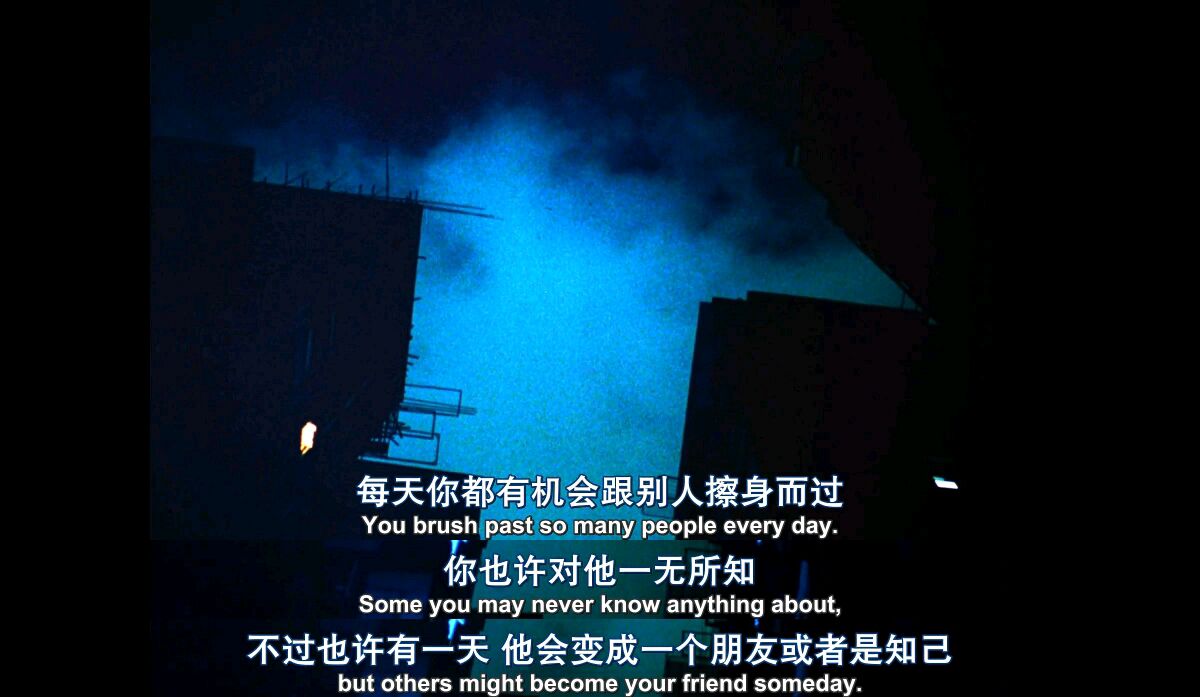 每天你都有机会跟别人擦身而过
You brush past so many people every day.
你也许对他一无所知
Some you may never know anything about,
不过也许有一天 他会变成一个朋友或者是知己
but others might become your friend someday.